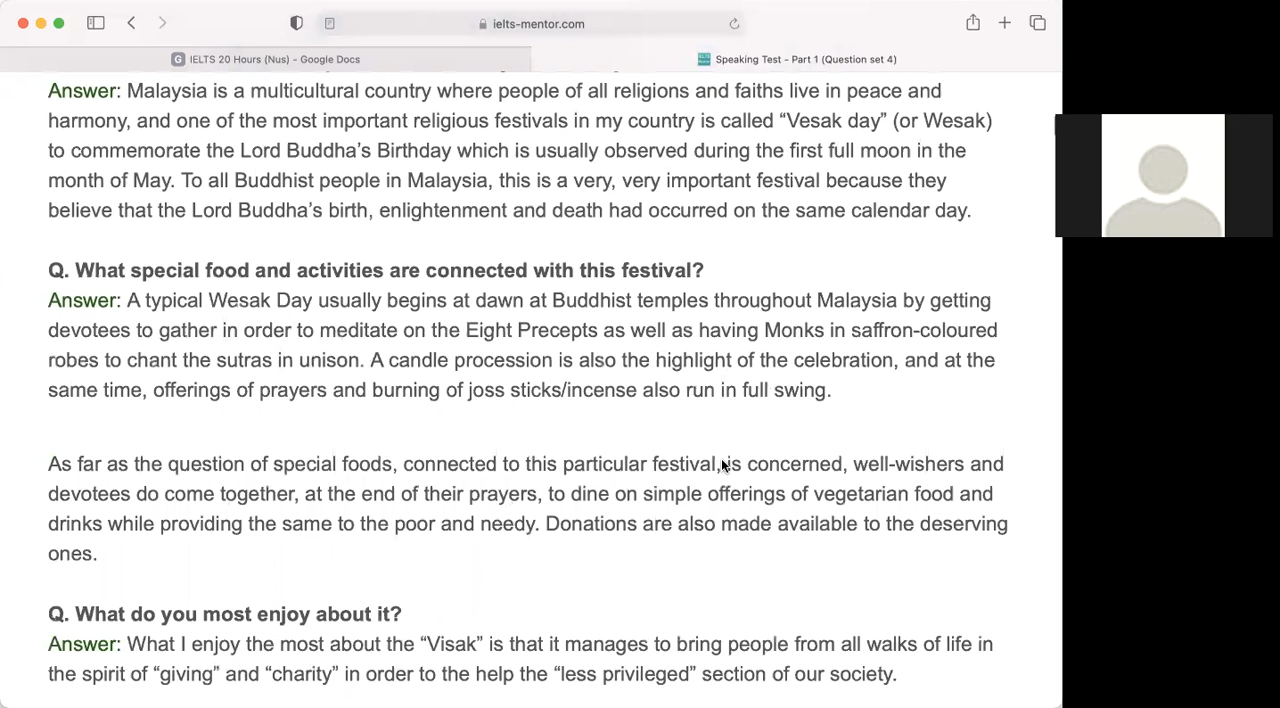 ielts-mentor.com
G IELTS 20 Hours (Nus) - Google Docs
Speaking Test - Part 1 (Question set 4)
Answer: Malaysia is a multicultural country where people of all religions and faiths live in peace and
harmony, and one of the most important religious festivals in my country is called “Vesak day” (or Wesak)
to commemorate the Lord Buddha’s Birthday which is usually observed during the first full moon in the
month of May. To all Buddhist people in Malaysia, this is a very, very important festival because they
believe that the Lord Buddha’s birth, enlightenment and death had occurred on the same calendar day.
Q. What special food and activities are connected with this festival?
Answer: A typical Wesak Day usually begins at dawn at Buddhist temples throughout Malaysia by getting
devotees to gather in order to meditate on the Eight Precepts as well as having Monks in saffron-coloured
robes to chant the sutras in unison. A candle procession is also the highlight of the celebration, and at the
same time, offerings of prayers and burning of joss sticks/incense also run in full swing.
As far as the question of special foods, connected to this particular festival, is concerned, well-wishers and
devotees do come together, at the end of their prayers, to dine on simple offerings of vegetarian food and
drinks while providing the same to the poor and needy. Donations are also made available to the deserving
ones.
Q. What do you most enjoy about it?
Answer: What I enjoy the most about the “Visak” is that it manages to bring people from all walks of life in
the spirit of “giving” and “charity” in order to the help the “less privileged” section of our society.